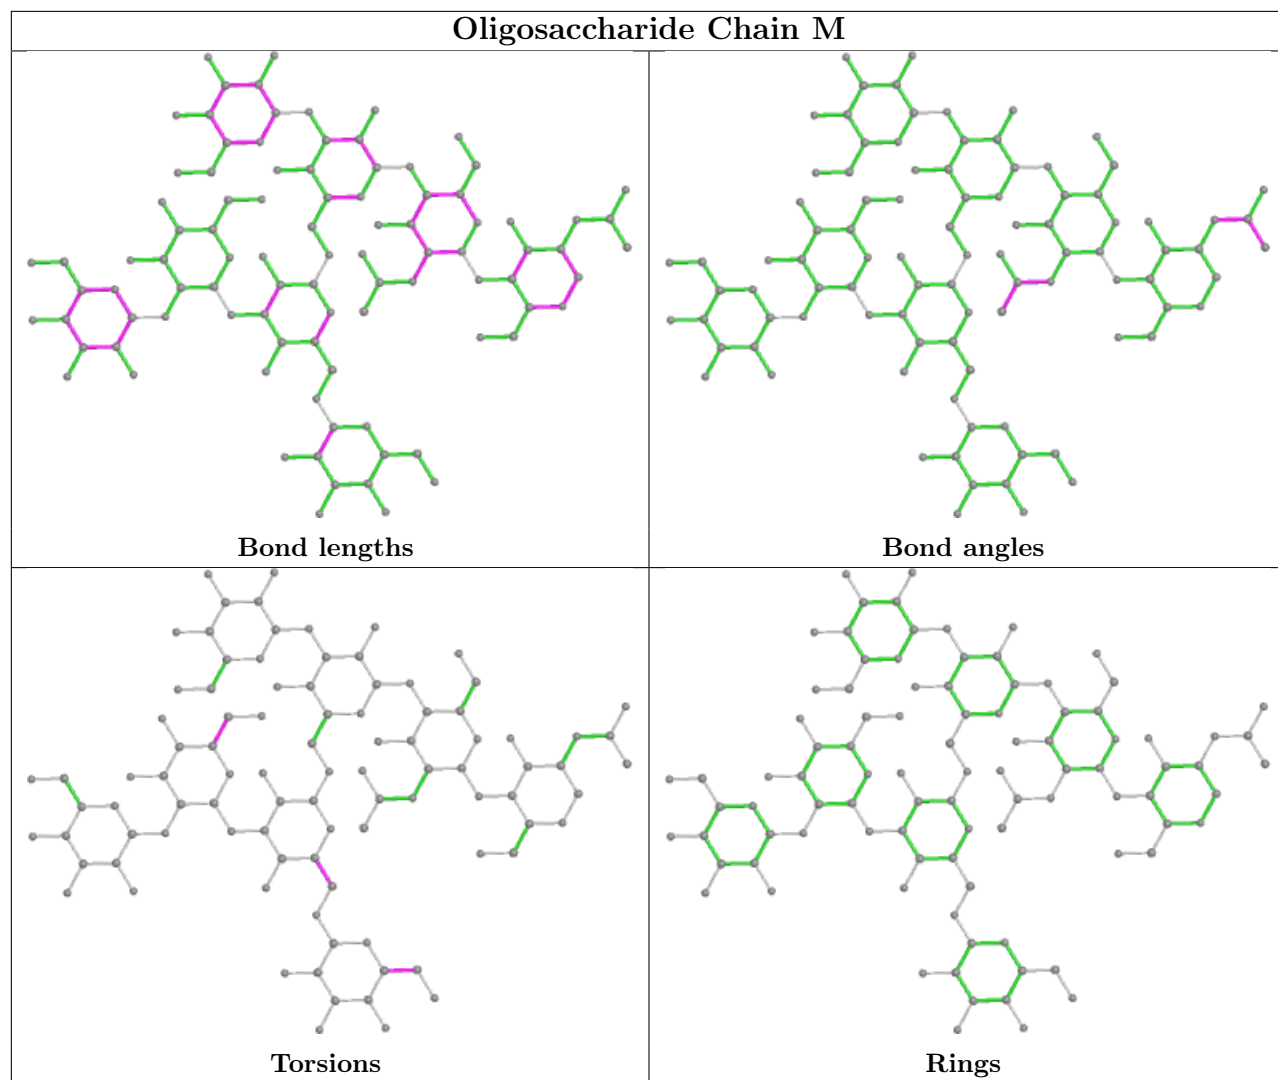 Oligosaccharide Chain M
Bond lengths
Bond angles
Torsions
Rings